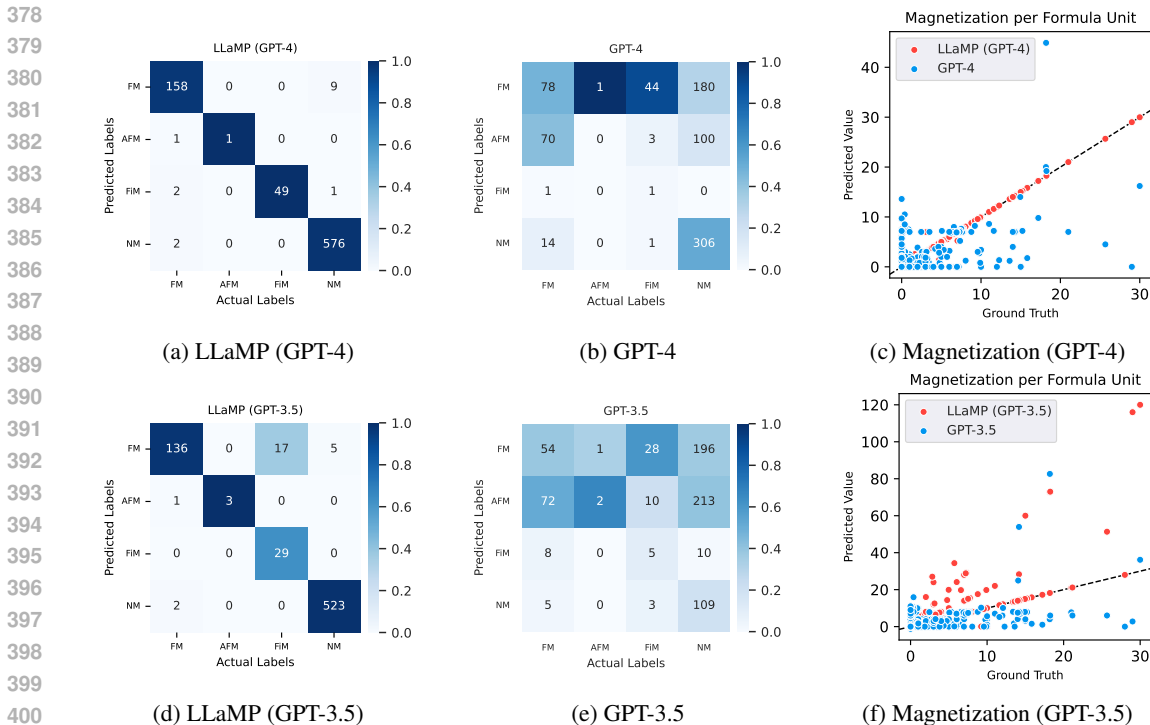 378
379
380
381
382
383
384
385
386
387
388
389
390
391
392
393
394
395
396
397
398
399
400
LLaMP (GPT-4)
Predicted Labels
FM 158 0 0 9
AFM 1 1 0 0
FiM 2 0 49 1
NM 2 0 0 576
FM AFM FiM NM
Actual Labels
1.0
0.8
0.6
0.4
0.2
0.0
(a) LLaMP (GPT-4)
GPT-4
Predicted Labels
FM 78 1 44 180
AFM 70 0 3 100
FiM 1 0 1 0
NM 14 0 1 306
FM AFM FiM NM
Actual Labels
1.0
0.8
0.6
0.4
0.2
0.0
(b) GPT-4
Magnetization per Formula Unit
LLaMP (GPT-4)
GPT-4
Predicted Value
40
30
20
10
0
0 10 20 30
Ground Truth
(c) Magnetization (GPT-4)
LLaMP (GPT-3.5)
Predicted Labels
FM 136 0 17 5
AFM 1 3 0 0
FiM 0 0 29 0
NM 2 0 0 523
FM AFM FiM NM
Actual Labels
1.0
0.8
0.6
0.4
0.2
0.0
(d) LLaMP (GPT-3.5)
GPT-3.5
Predicted Labels
FM 54 1 28 196
AFM 72 2 10 213
FiM 8 0 5 10
NM 5 0 3 109
FM AFM FiM NM
Actual Labels
1.0
0.8
0.6
0.4
0.2
0.0
(e) GPT-3.5
Magnetization per Formula Unit
LLaMP (GPT-3.5)
GPT-3.5
Predicted Value
120
100
80
60
40
20
0
0 10 20 30
Ground Truth
(f) Magnetization (GPT-3.5)